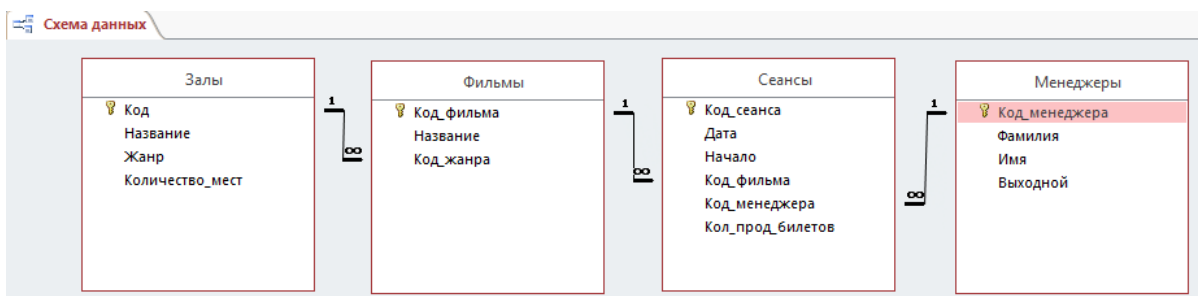 Схема данных
Залы
Код
Название
Жанр
Количество_мест
1
∞
Фильмы
Код_фильма
Название
Код_жанра
1
∞
Сеансы
Код_сеанса
Дата
Начало
Код_фильма
Код_менеджера
Кол_прод_билетов
1
∞
Менеджеры
Код_менеджера
Фамилия
Имя
Выходной